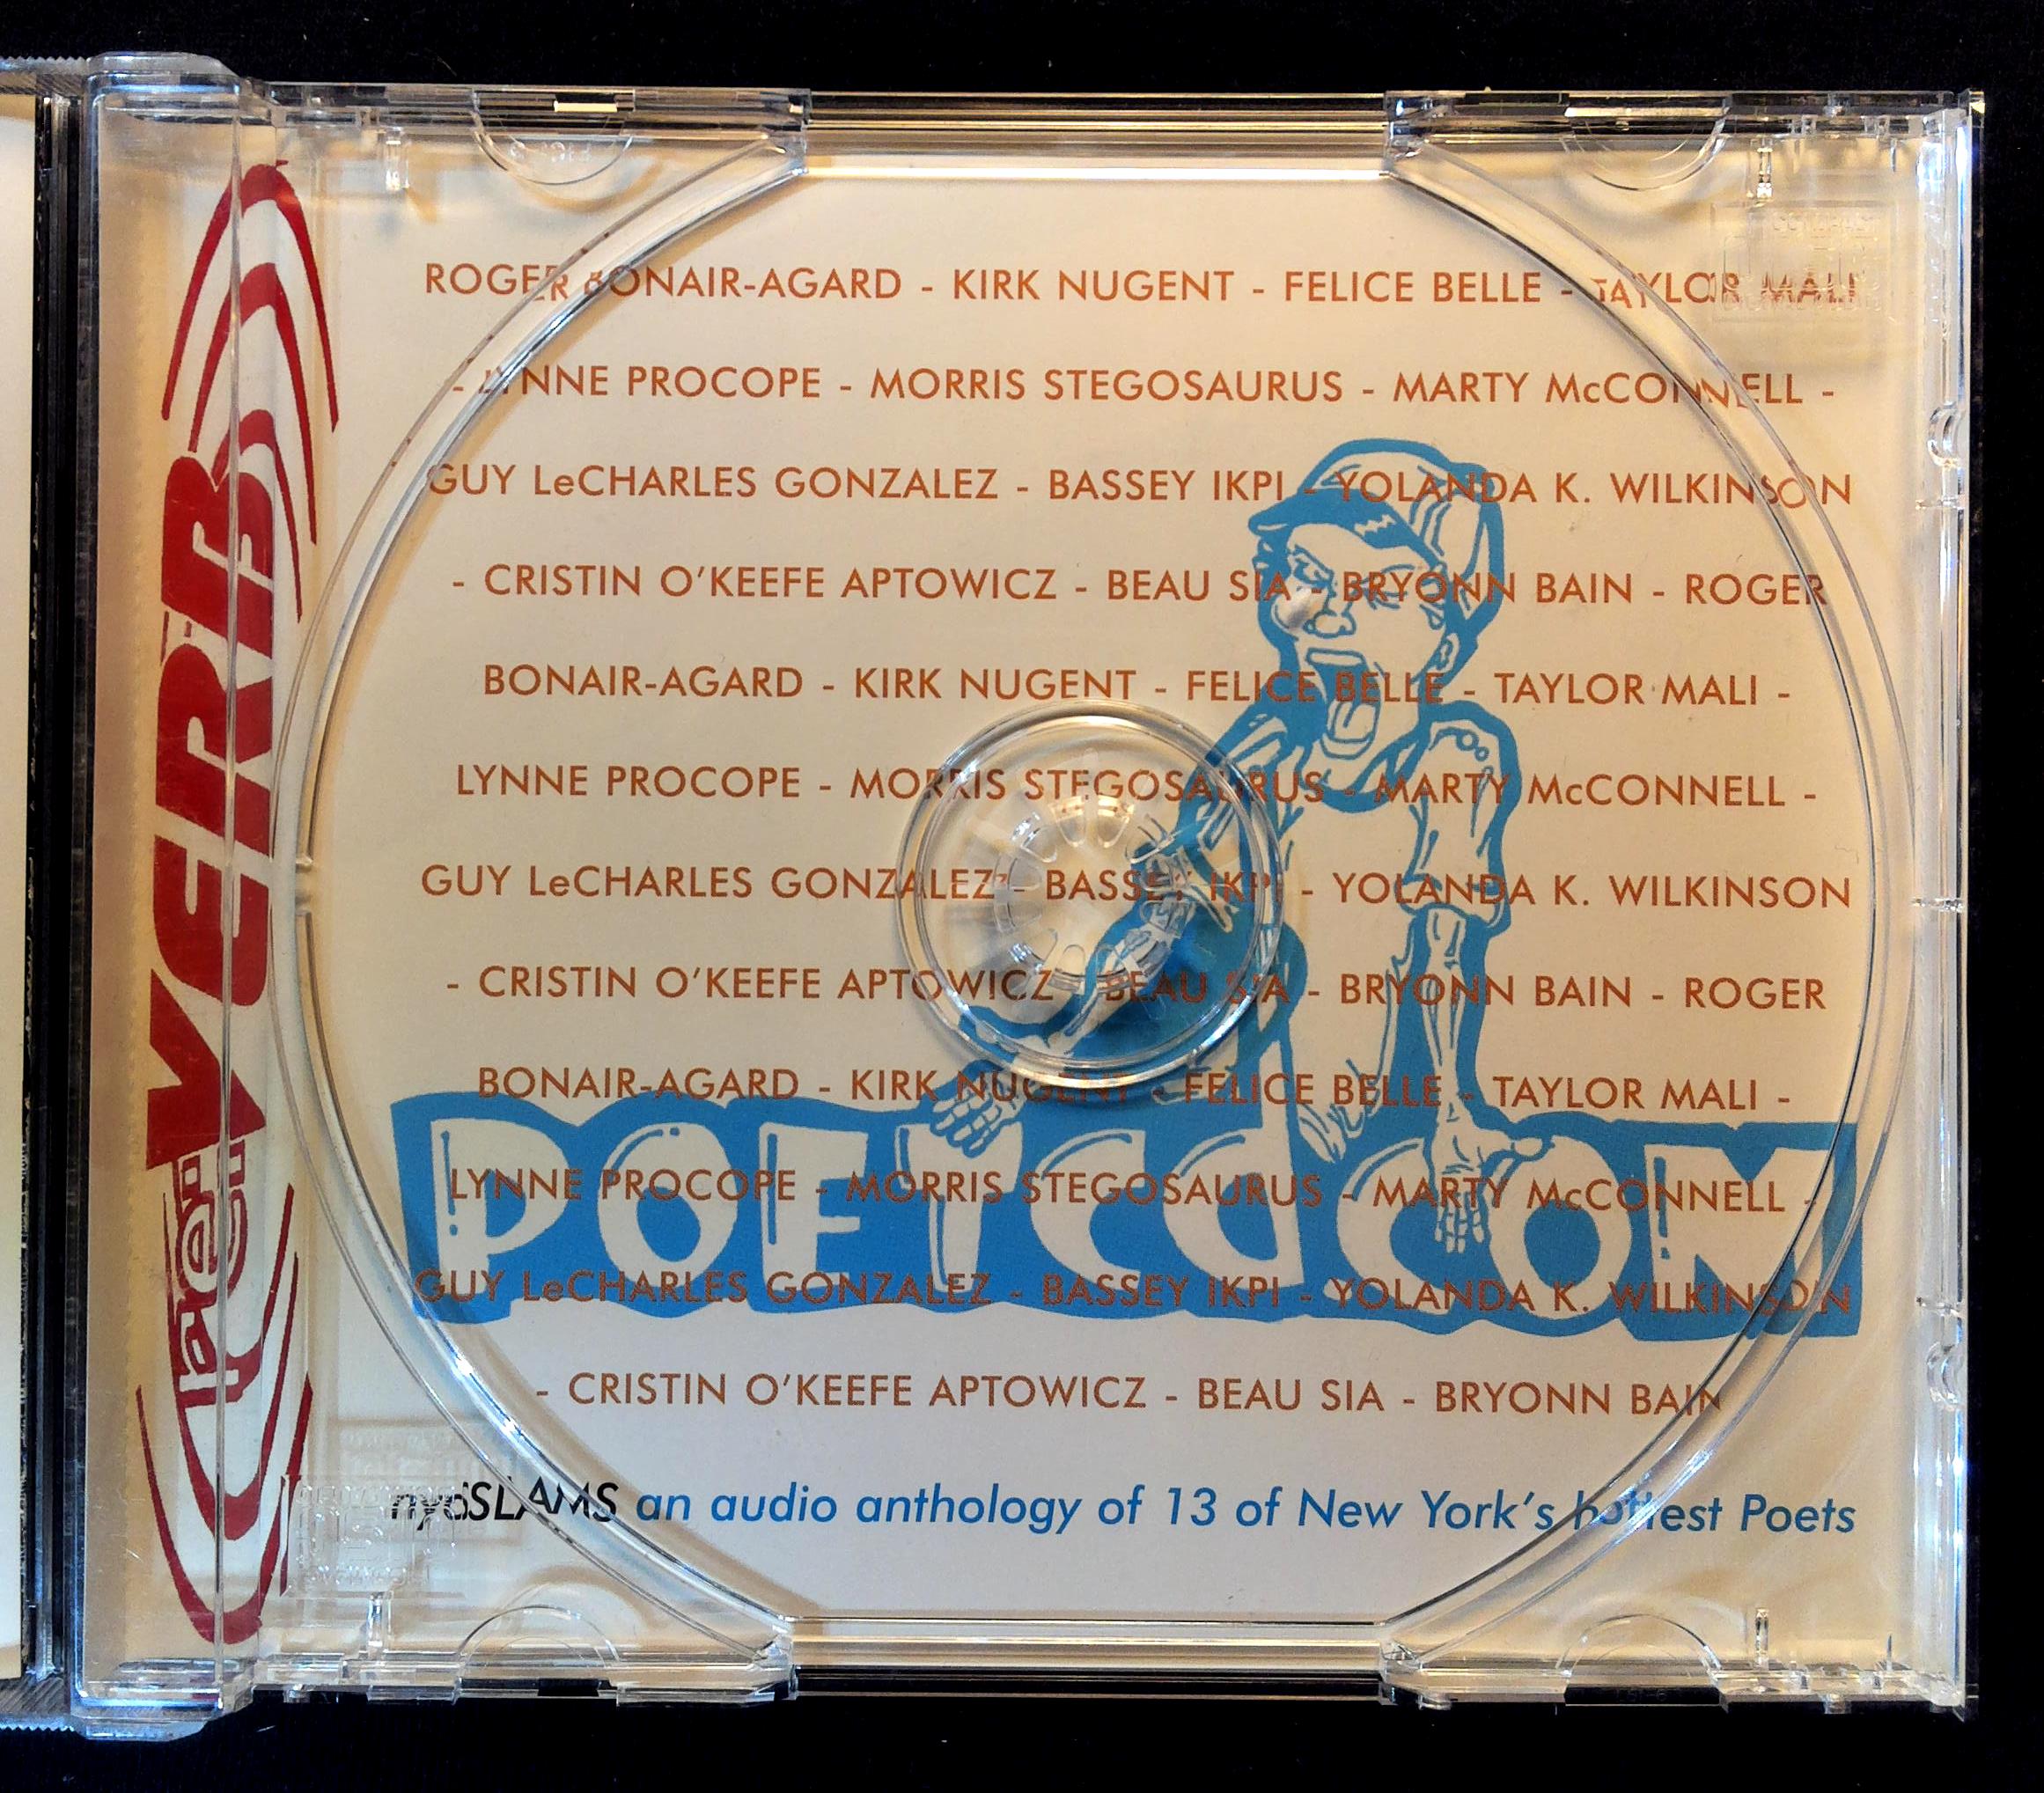 ROGER BONAIR-AGARD - KIRK NUGENT - FELICE BELLE - TAYLOR MALI
- LYNNE PROCOPE - MORRIS STEGOSAURUS - MARTY McCONNELL -
GUY LeCHARLES GONZALEZ - BASSEY IKPI - YOLANDA K. WILKINSON
- CRISTIN O'KEEFE APTOWICZ - BEAU SIA - BRYONN BAIN - ROGER
BONAIR-AGARD - KIRK NUGENT - FELICE BELLE - TAYLOR MALI -
LYNNE PROCOPE - MORRIS STEGOSAURUS - MARTY McCONNELL -
GUY LeCHARLES GONZALEZ - BASSEY IKPI - YOLANDA K. WILKINSON
- CRISTIN O'KEEFE APTOWICZ - BEAU SIA - BRYONN BAIN - ROGER
BONAIR-AGARD - KIRK NUGENT - FELICE BELLE - TAYLOR MALI -
LYNNE PROCOPE - MORRIS STEGOSAURUS - MARTY McCONNELL -
GUY LeCHARLES GONZALEZ - BASSEY IKPI - YOLANDA K. WILKINSON
- CRISTIN O'KEEFE APTOWICZ - BEAU SIA - BRYONN BAIN
POETCDCOM
nycSLAMS an audio anthology of 13 of New York's hottest Poets
VERB